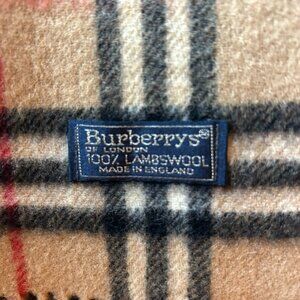 Burberrys®
OF LONDON
100% LAMBSWOOL
MADE IN ENGLAND